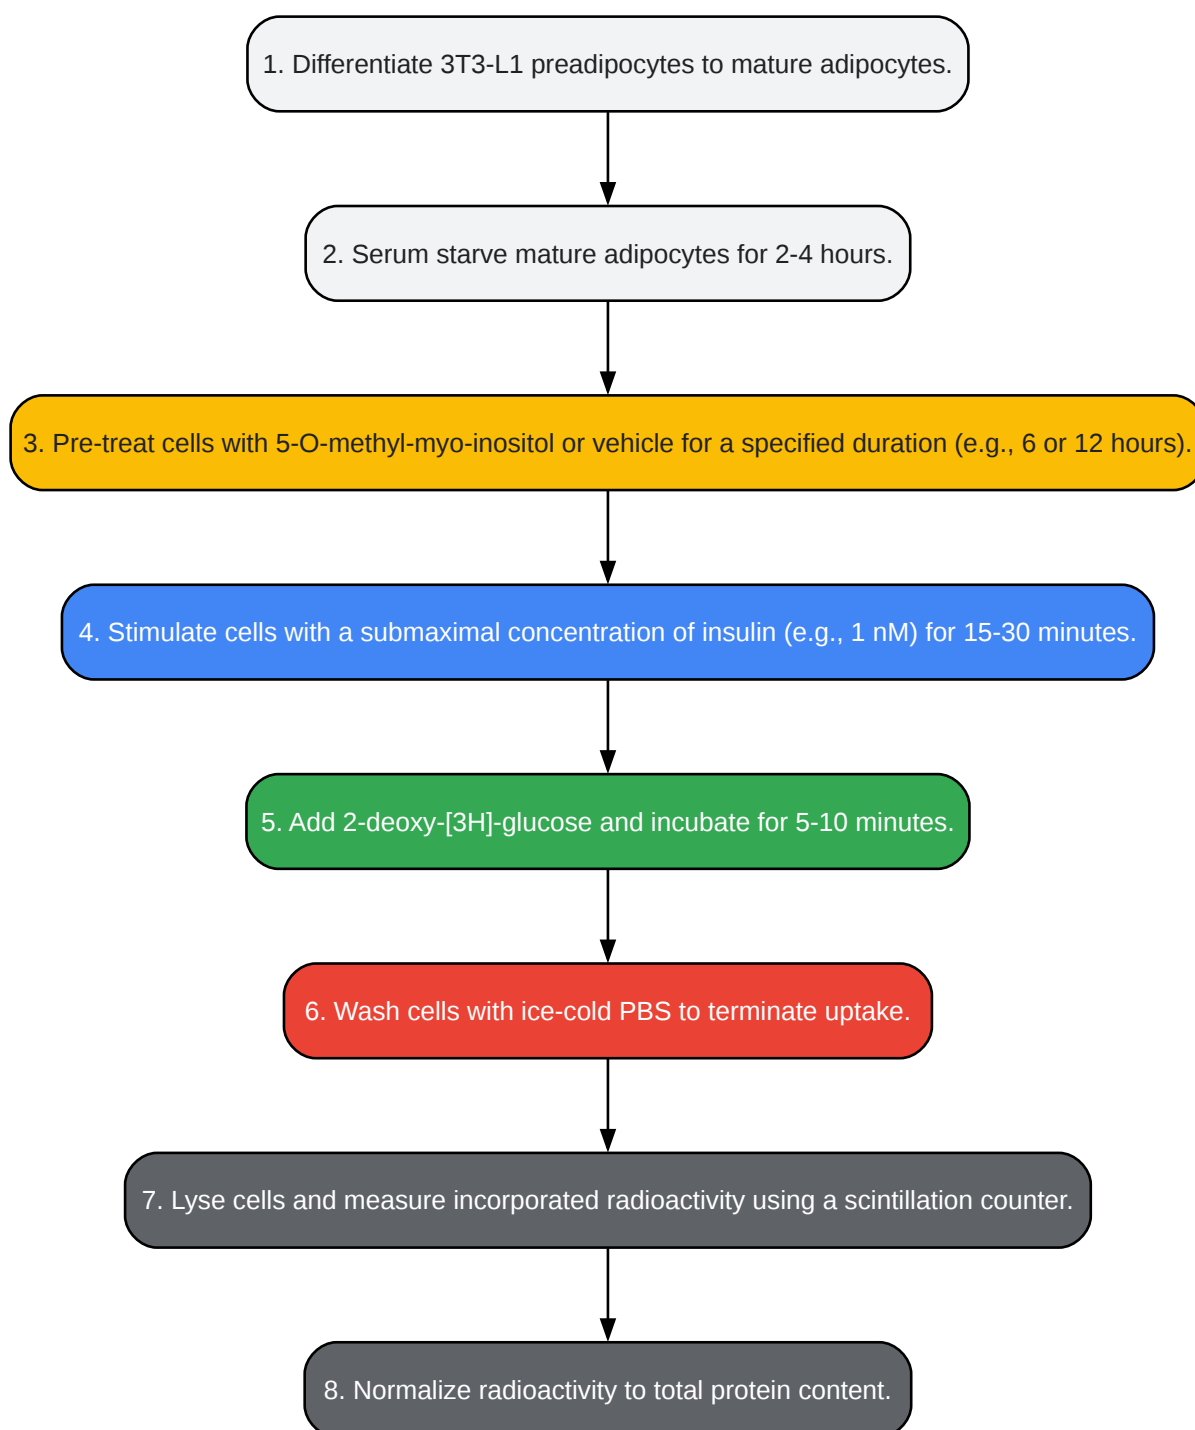 1. Differentiate 3T3-L1 preadipocytes to mature adipocytes.
2. Serum starve mature adipocytes for 2-4 hours.
3. Pre-treat cells with 5-O-methyl-myo-inositol or vehicle for a specified duration (e.g., 6 or 12 hours).
4. Stimulate cells with a submaximal concentration of insulin (e.g., 1 nM) for 15-30 minutes.
5. Add 2-deoxy-[3H]-glucose and incubate for 5-10 minutes.
6. Wash cells with ice-cold PBS to terminate uptake.
7. Lyse cells and measure incorporated radioactivity using a scintillation counter.
8. Normalize radioactivity to total protein content.